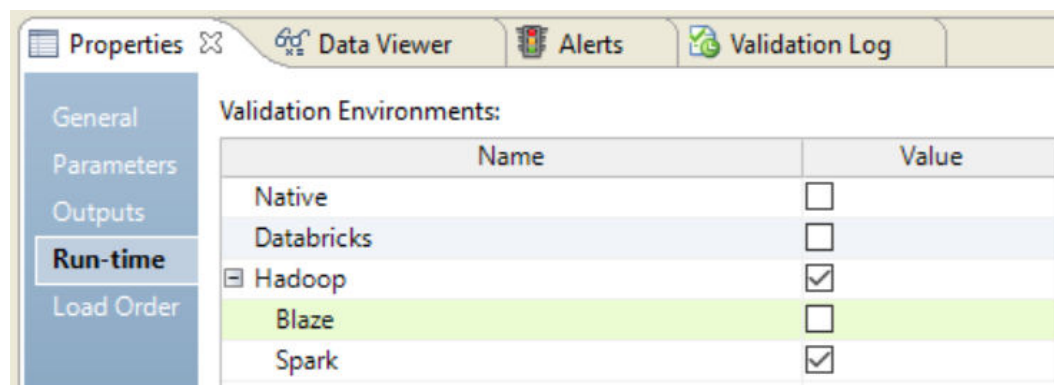 Properties Data Viewer Alerts Validation Log
General
Parameters
Outputs
Run-time
Load Order
Validation Environments:
Name Value
Native
Databricks
Hadoop
Blaze
Spark